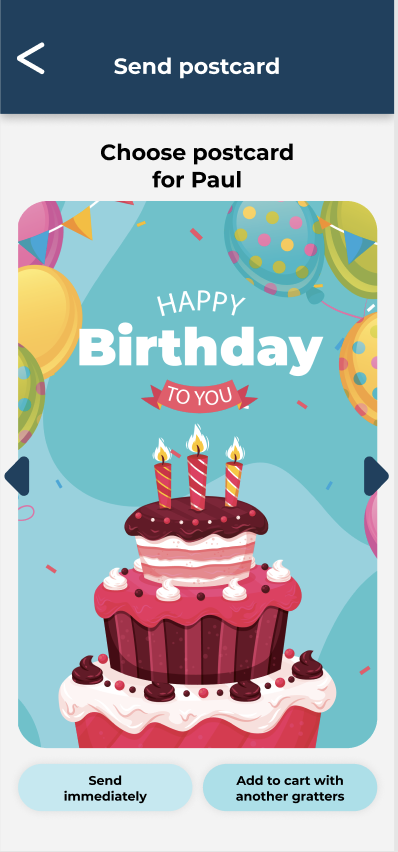 Send postcard
Choose postcard
for Paul
HAPPY
Birthday
TO YOU
Send
immediately
Add to cart with
another gratters